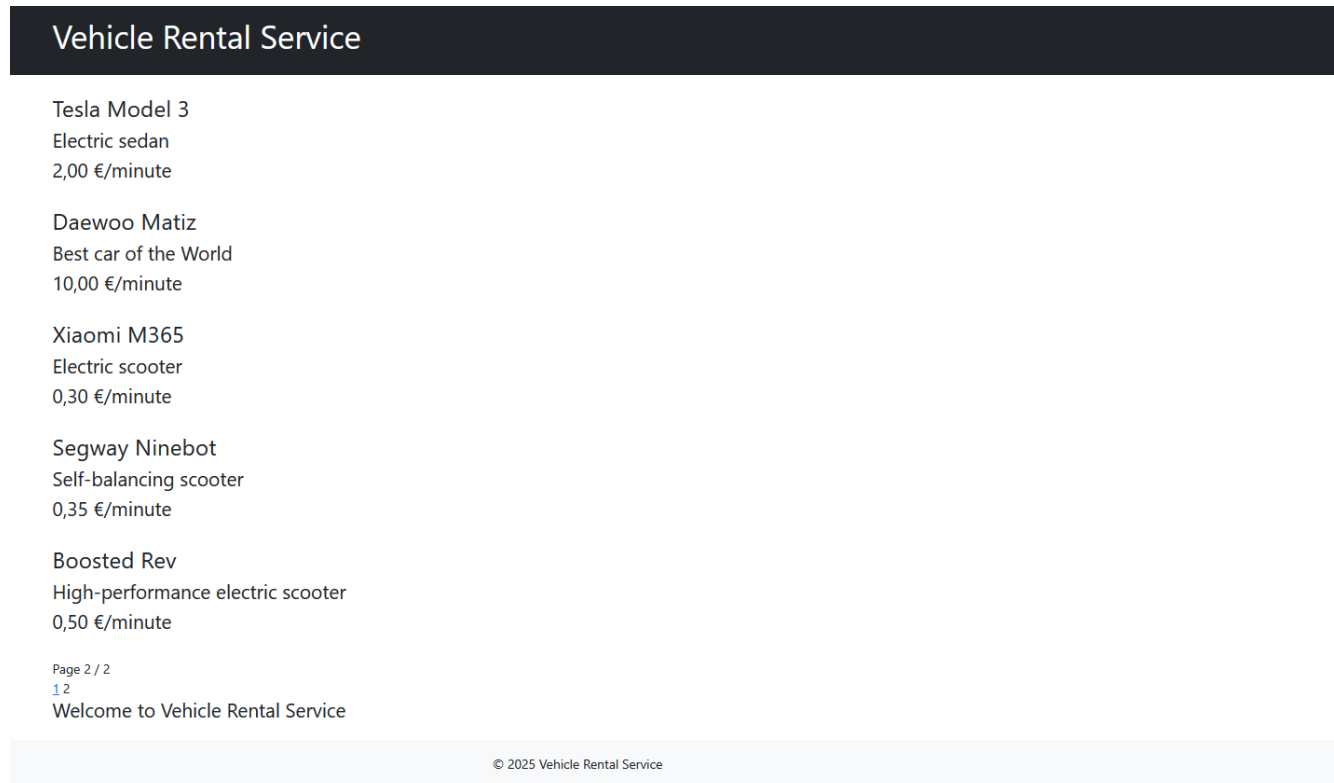 Vehicle Rental Service
Tesla Model 3
Electric sedan
2,00 €/minute
Daewoo Matiz
Best car of the World
10,00 €/minute
Xiaomi M365
Electric scooter
0,30 €/minute
Segway Ninebot
Self-balancing scooter
0,35 €/minute
Boosted Rev
High-performance electric scooter
0,50 €/minute
Page 2 / 2
1 2
Welcome to Vehicle Rental Service
© 2025 Vehicle Rental Service